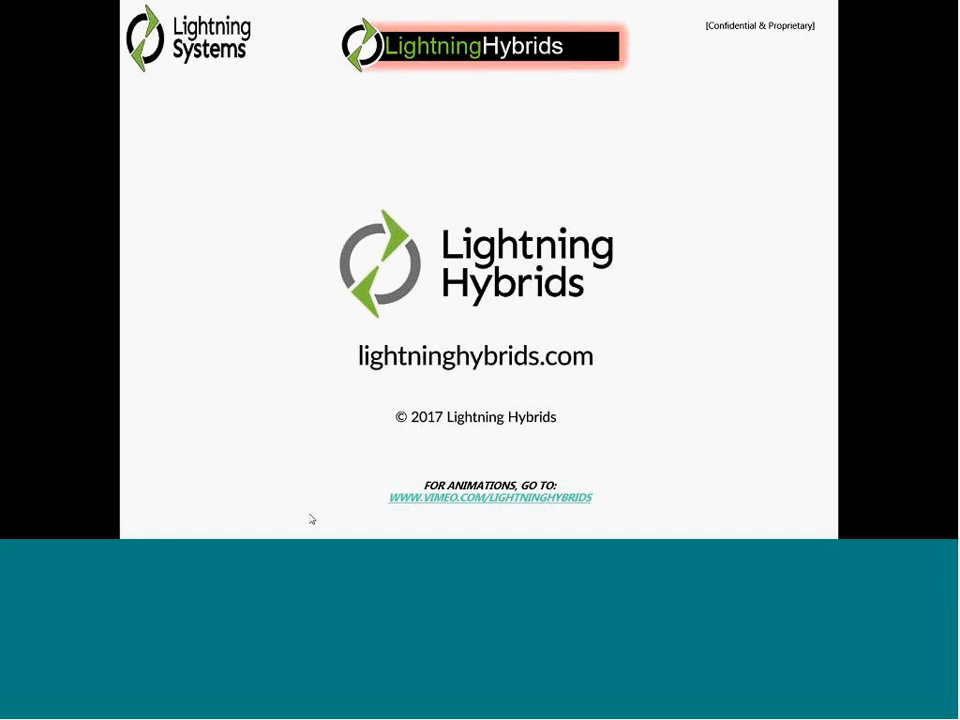 Lightning
Systems
LightningHybrids
[Confidential & Proprietary]
Lightning
Hybrids
lightninghybrids.com
© 2017 Lightning Hybrids
FOR ANIMATIONS, GO TO:
WWW.VIMEO.COM/LIGHTNINGHYBRIDS